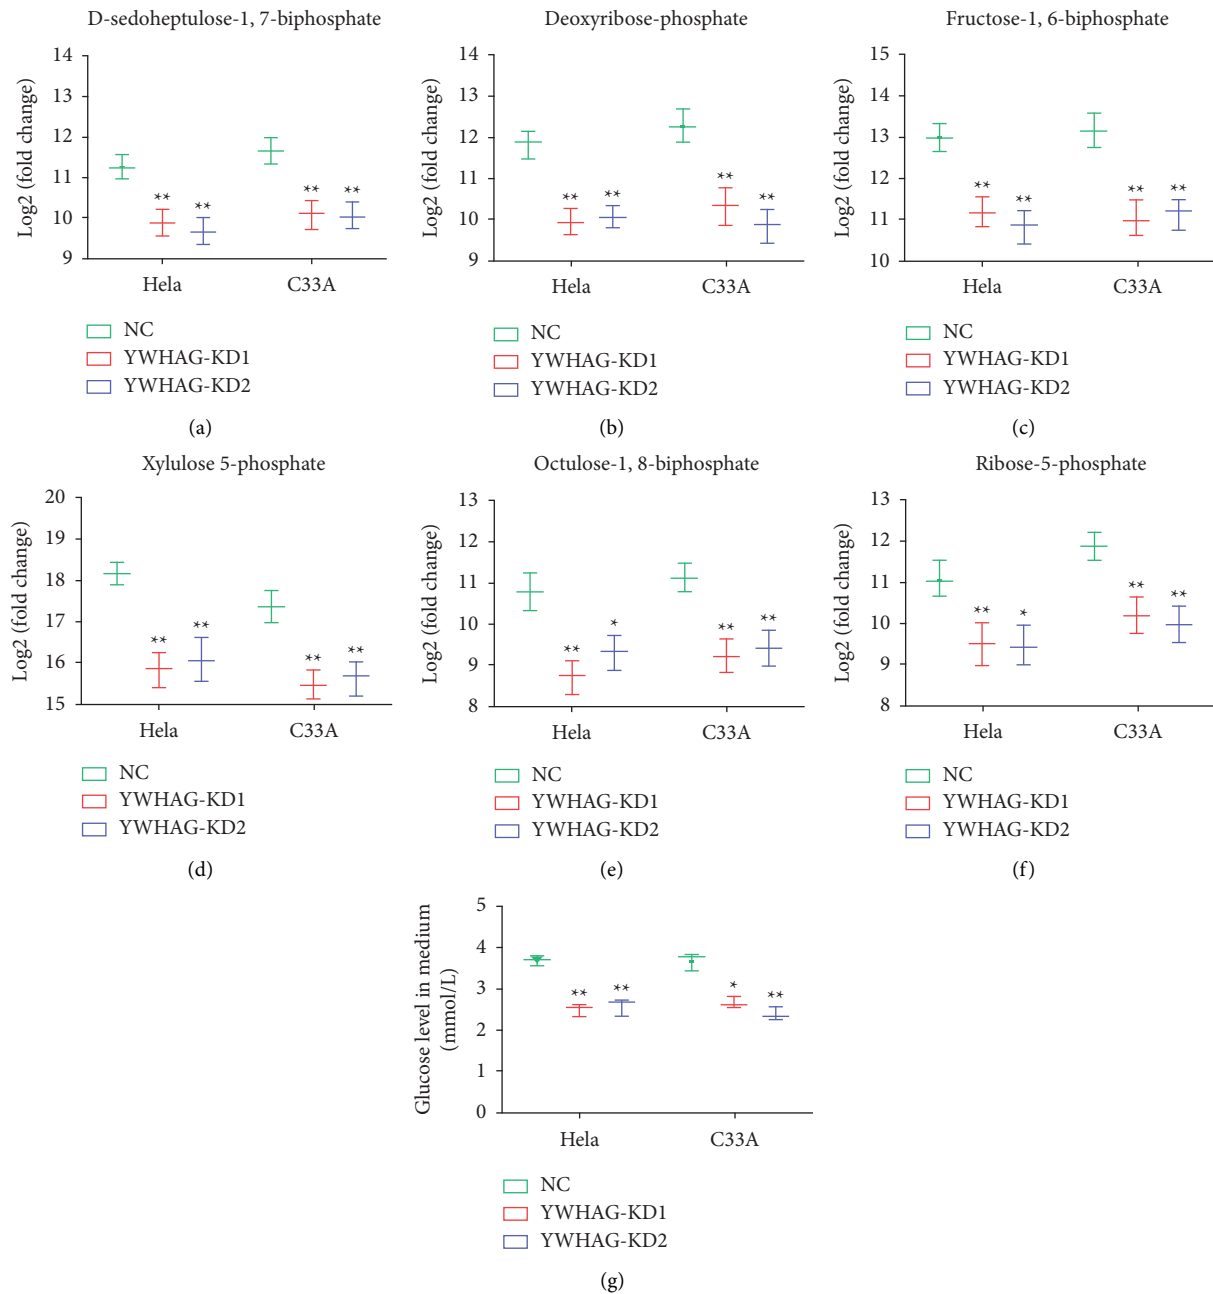 D-sedoheptulose-1, 7-biphosphate
Log2 (fold change)
14
13
12
11
10
9
** ** ** **
Hela C33A
NC
YWHAG-KD1
YWHAG-KD2
(a)
Deoxyribose-phosphate
Log2 (fold change)
14
13
12
11
10
9
** ** ** **
Hela C33A
NC
YWHAG-KD1
YWHAG-KD2
(b)
Fructose-1, 6-biphosphate
Log2 (fold change)
15
14
13
12
11
10
** ** ** **
Hela C33A
NC
YWHAG-KD1
YWHAG-KD2
(c)
Xylulose 5-phosphate
Log2 (fold change)
20
19
18
17
16
15
** ** ** **
Hela C33A
NC
YWHAG-KD1
YWHAG-KD2
(d)
Octulose-1, 8-biphosphate
Log2 (fold change)
13
12
11
10
9
8
** * ** **
Hela C33A
NC
YWHAG-KD1
YWHAG-KD2
(e)
Ribose-5-phosphate
Log2 (fold change)
13
12
11
10
9
8
** * ** **
Hela C33A
NC
YWHAG-KD1
YWHAG-KD2
(f)
Glucose level in medium
(mmol/L)
5
4
3
2
1
0
** ** * **
Hela C33A
NC
YWHAG-KD1
YWHAG-KD2
(g)